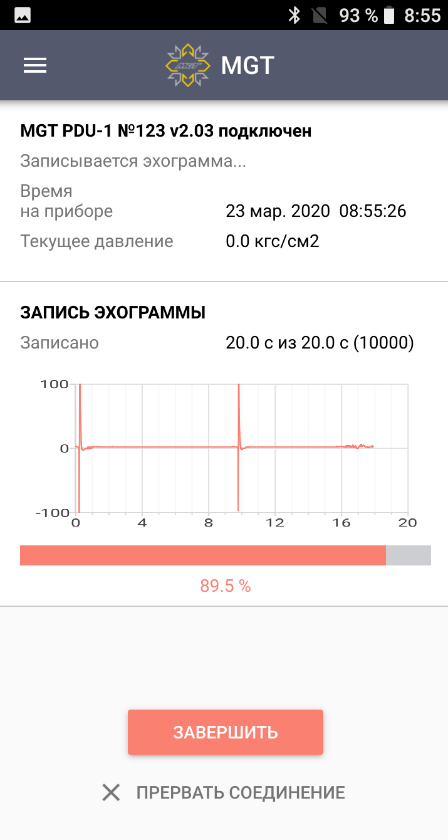 93 % 8:55
MGT
MGT PDU-1 №123 v2.03 подключен
Записывается эхограмма...
Время
на приборе 23 мар. 2020 08:55:26
Текущее давление 0.0 кгс/см2
ЗАПИСЬ ЭХОГРАММЫ
Записано 20.0 с из 20.0 с (10000)
100
0
-100
0 4 8 12 16 20
89.5 %
ЗАВЕРШИТЬ
ПРЕРВАТЬ СОЕДИНЕНИЕ